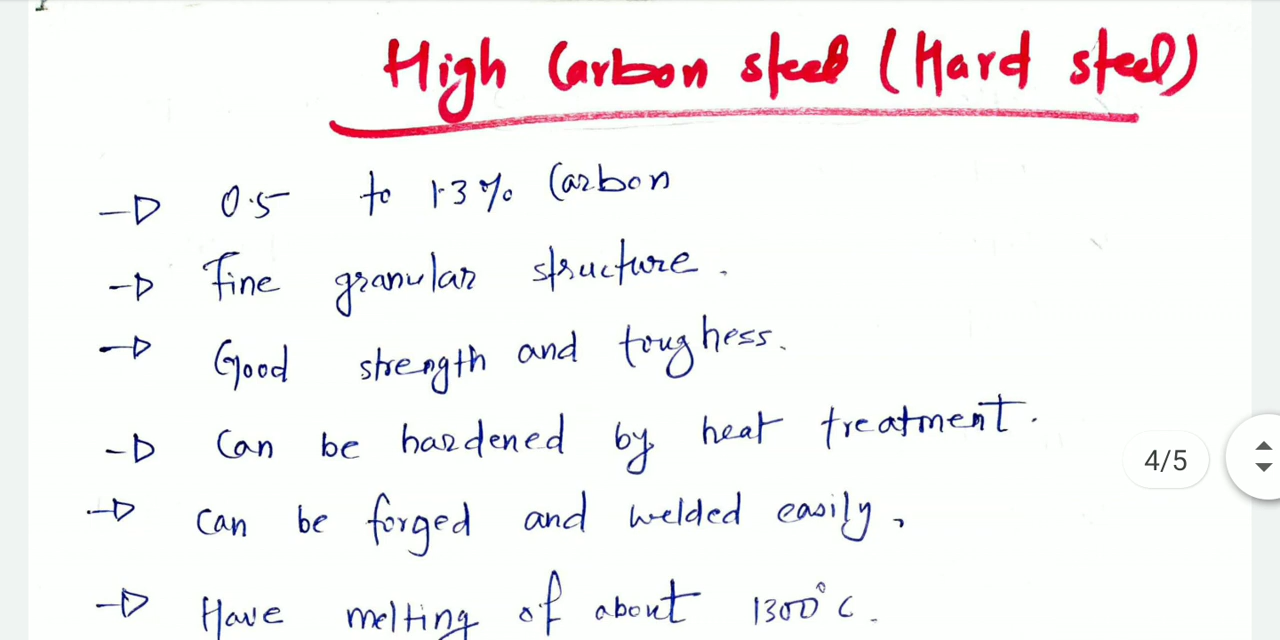 High Carbon steel (Hard steel)
→ 0.5 to 1.3% Carbon
→ Fine granular structure.
→ Good strength and toughess.
→ Can be hardened by heat treatment.
→ Can be forged and welded easily,
→ Have melting of about 1300°C.
4/5